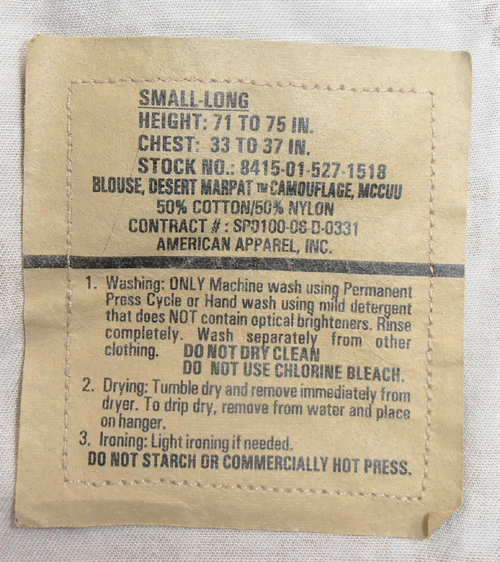 SMALL-LONG
HEIGHT: 71 TO 75 IN.
CHEST: 33 TO 37 IN.
STOCK NO.: 8415-01-527-1518
BLOUSE, DESERT MARPAT ™ CAMOUFLAGE, MCCUU
50% COTTON/50% NYLON
CONTRACT # : SP0100-06-D-0331
AMERICAN APPAREL, INC.
1. Washing: ONLY Machine wash using Permanent
Press Cycle or Hand wash using mild detergent
that does NOT contain optical brighteners. Rinse
completely. Wash separately from other
clothing. DO NOT DRY CLEAN
DO NOT USE CHLORINE BLEACH.
2. Drying: Tumble dry and remove immediately from
dryer. To drip dry, remove from water and place
on hanger.
3. Ironing: Light ironing if needed.
DO NOT STARCH OR COMMERCIALLY HOT PRESS.